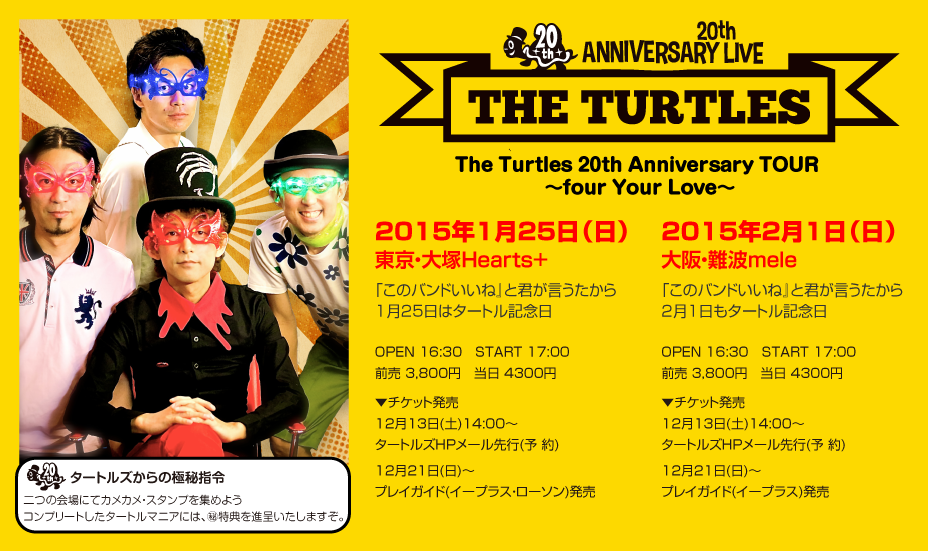 20th
20th
ANNIVERSARY LIVE
THE TURTLES
The Turtles 20th Anniversary TOUR
〜four Your Love〜
2015年1月25日(日)
東京・大塚Hearts+
「このバンドいいね』と君が言うたから
1月25日はタートル記念日
OPEN 16:30 START 17:00
前売 3,800円 当日 4300円
▼チケット発売
12月13日(土)14:00〜
タートルズHPメール先行(予 約)
12月21日(日)〜
プレイガイド(イープラス・ローソン)発売
2015年2月1日(日)
大阪・難波mele
「このバンドいいね』と君が言うたから
2月1日もタートル記念日
OPEN 16:30 START 17:00
前売 3,800円 当日 4300円
▼チケット発売
12月13日(土)14:00〜
タートルズHPメール先行(予 約)
12月21日(日)〜
プレイガイド(イープラス)発売
20th
タートルズからの極秘指令
二つの会場にてカメカメ・スタンプを集めよう
コンプリートしたタートルマニアには、㊙特典を進呈いたしますぞ。